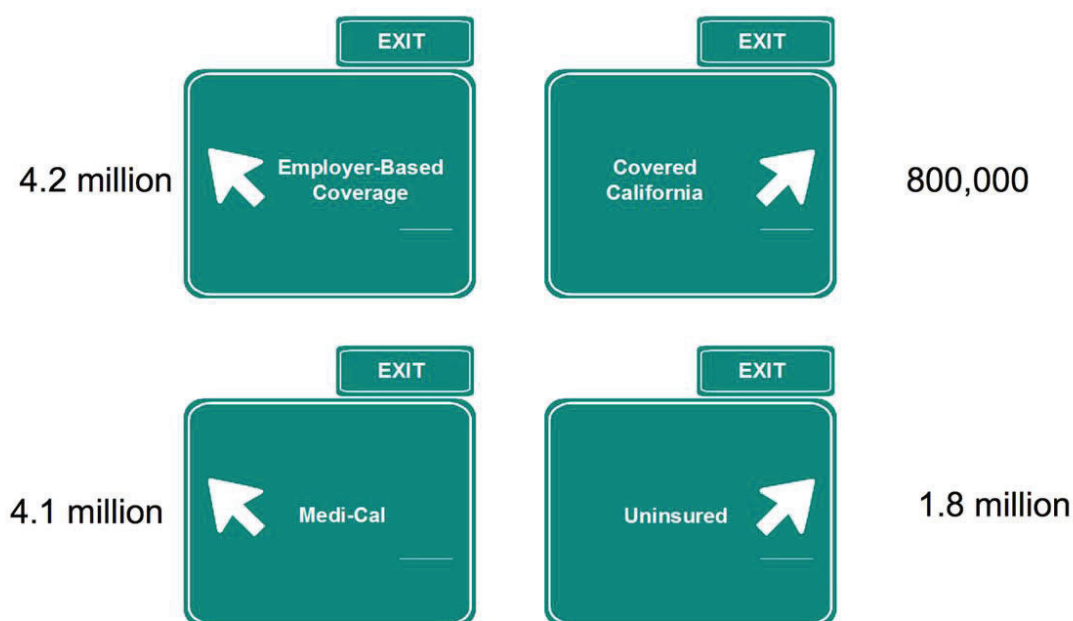 EXIT
EXIT
4.2 million
Employer-Based
Coverage
Covered
California
800,000
EXIT
EXIT
4.1 million
Medi-Cal
Uninsured
1.8 million